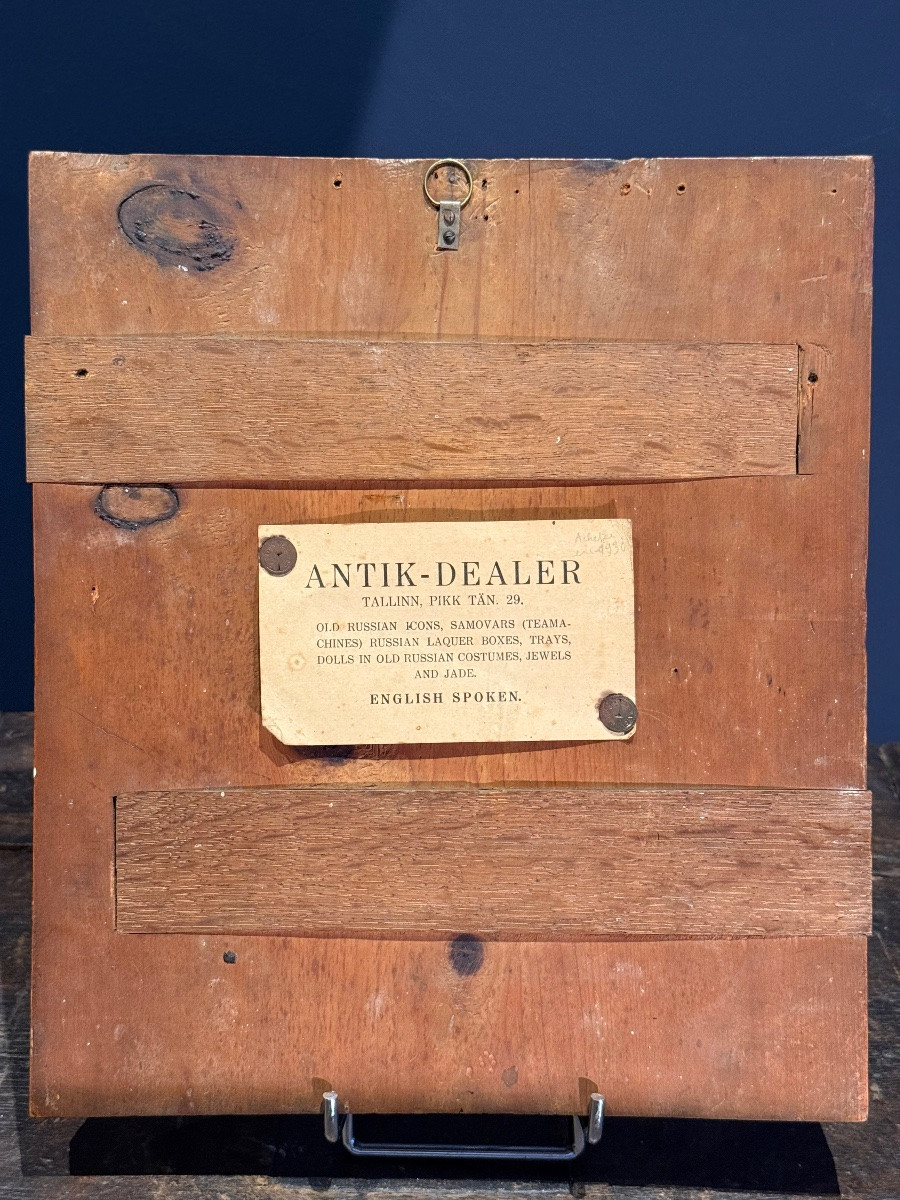 ANTIK-DEALER
TALLINN, PIKK TÄN. 29.
OLD RUSSIAN ICONS, SAMOVARS (TEAMA-
CHINES) RUSSIAN LAQUER BOXES, TRAYS,
DOLLS IN OLD RUSSIAN COSTUMES, JEWELS
AND JADE.
ENGLISH SPOKEN.